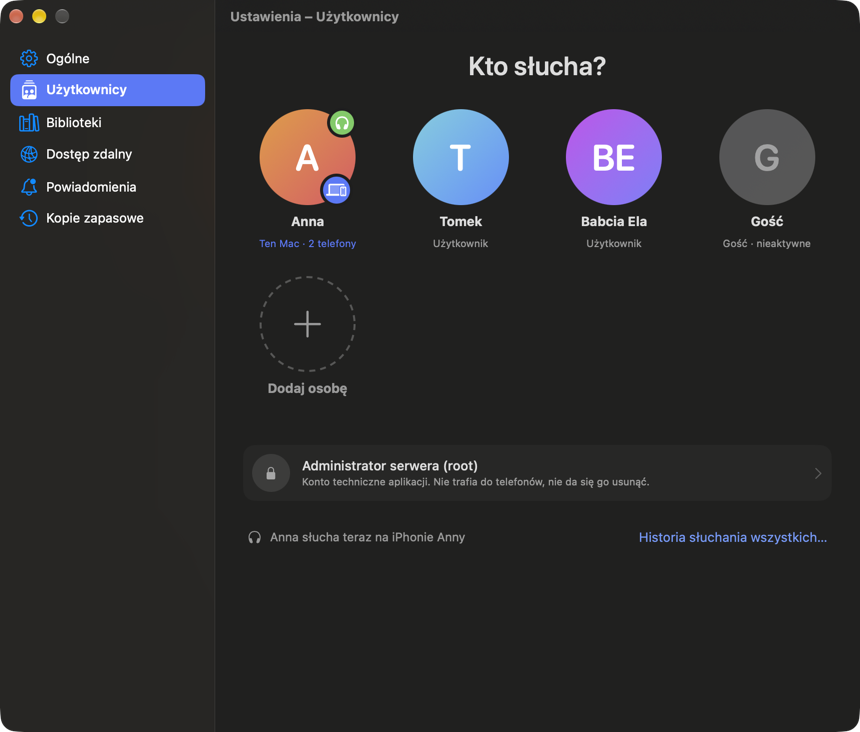 Ustawienia – Użytkownicy
Ogólne
Użytkownicy
Biblioteki
Dostęp zdalny
Powiadomienia
Kopie zapasowe
Kto słucha?
A
Anna
Ten Mac · 2 telefony
T
Tomek
Użytkownik
BE
Babcia Ela
Użytkownik
G
Gość
Gość · nieaktywne
Dodaj osobę
Administrator serwera (root)
Konto techniczne aplikacji. Nie trafia do telefonów, nie da się go usunąć.
Anna słucha teraz na iPhonie Anny
Historia słuchania wszystkich...